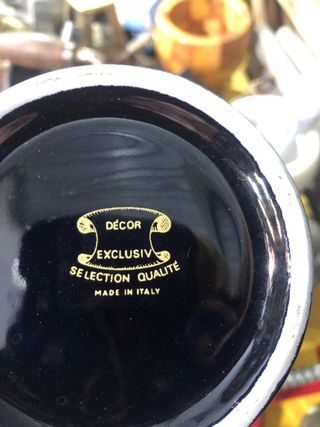 DÉCOR
EXCLUSIV
SELECTION QUALITÉ
MADE IN ITALY